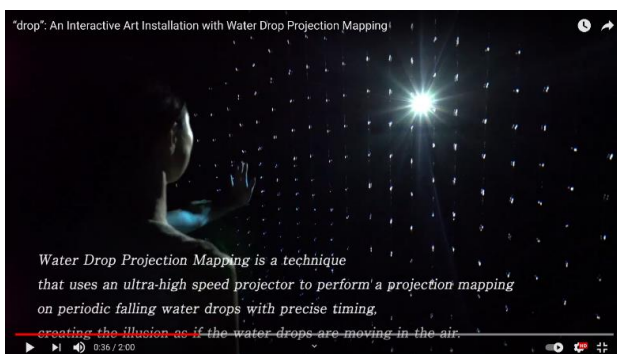 "drop": An Interactive Art Installation with Water Drop Projection Mapping
Water Drop Projection Mapping is a technique
that uses an ultra-high speed projector to perform a projection mapping
on periodic falling water drops with precise timing,
creating the illusion as if the water drops are moving in the air.
0:36 / 2:00
HD